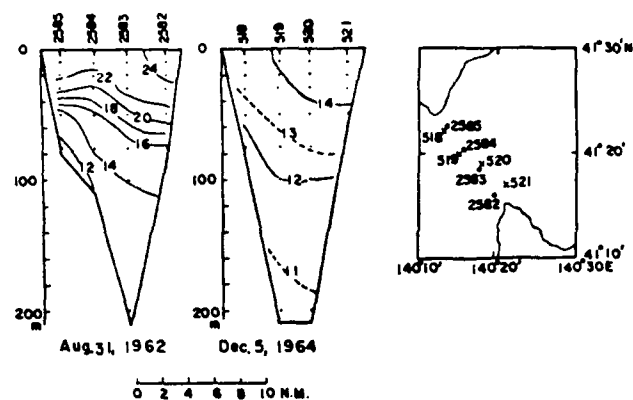 2585 2584 2583 2582
518 519 520 521
0
100
200
m
24
22
20
18
16
14
12
Aug. 31, 1962
0
100
200
m
14
13
12
11
Dec. 5, 1964
0 2 4 6 8 10 N.M.
41°30'N
41°20'
41°10'
140°10' 140°20' 140°30'E
518 2585
519 2584
520
2583
521
2582